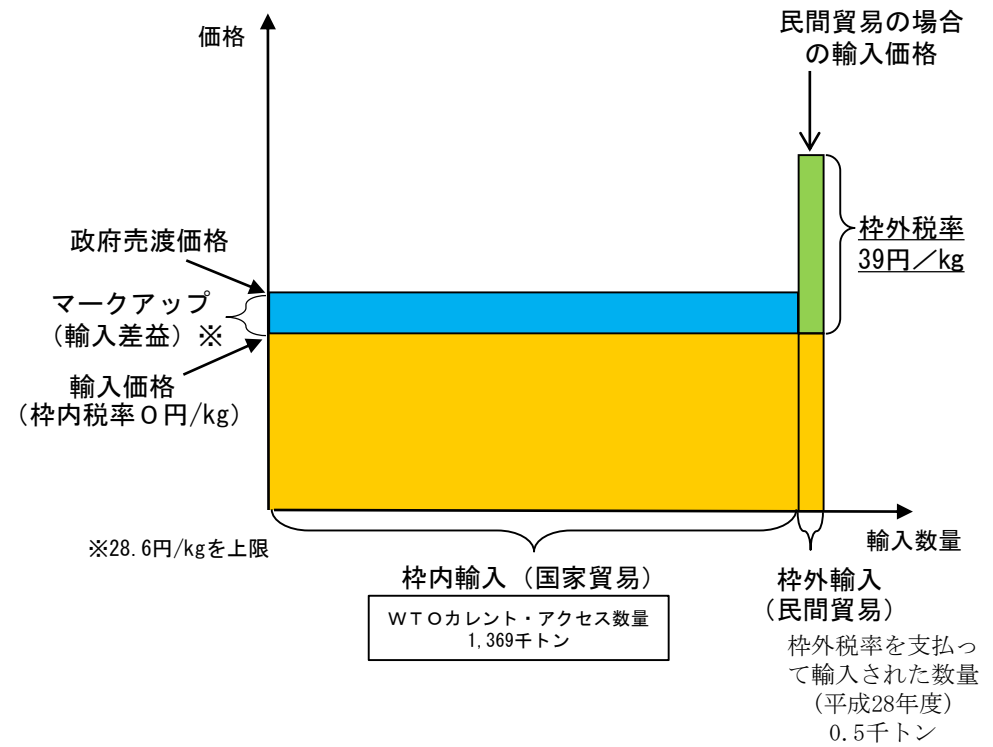 価格
民間貿易の場合
の輸入価格
政府売渡価格
マークアップ
(輸入差益)※
輸入価格
(枠内税率０円/kg)
枠外税率
39円／kg
※28.6円/kgを上限
輸入数量
枠内輸入(国家貿易)
ＷＴＯカレント・アクセス数量
1,369千トン
枠外輸入
(民間貿易)
枠外税率を支払っ
て輸入された数量
(平成28年度)
0.5千トン